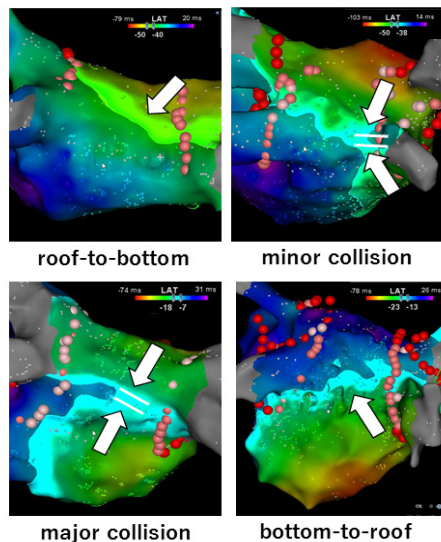 -79 ms LAT 20 ms
-50 -40
-103 ms LAT 14 ms
-50 -38
roof-to-bottom
minor collision
-74 ms LAT 31 ms
-18 -7
-78 ms LAT 26 ms
-23 -13
major collision
bottom-to-roof